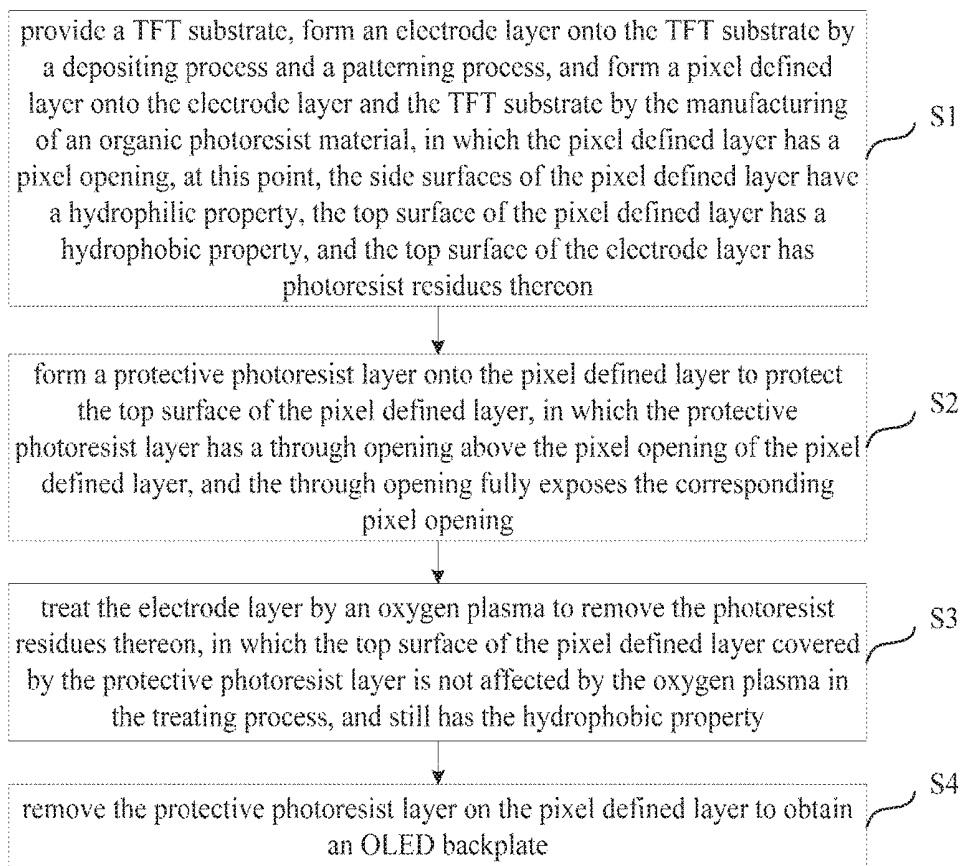 provide a TFT substrate, form an electrode layer onto the TFT substrate by
a depositing process and a patterning process, and form a pixel defined
layer onto the electrode layer and the TFT substrate by the manufacturing
of an organic photoresist material, in which the pixel defined layer has a
pixel opening, at this point, the side surfaces of the pixel defined layer have
a hydrophilic property, the top surface of the pixel defined layer has a
hydrophobic property, and the top surface of the electrode layer has
photoresist residues thereon
S1
form a protective photoresist layer onto the pixel defined layer to protect
the top surface of the pixel defined layer, in which the protective
photoresist layer has a through opening above the pixel opening of the pixel
defined layer, and the through opening fully exposes the corresponding
pixel opening
S2
treat the electrode layer by an oxygen plasma to remove the photoresist
residues thereon, in which the top surface of the pixel defined layer covered
by the protective photoresist layer is not affected by the oxygen plasma in
the treating process, and still has the hydrophobic property
S3
remove the protective photoresist layer on the pixel defined layer to obtain
an OLED backplate
S4